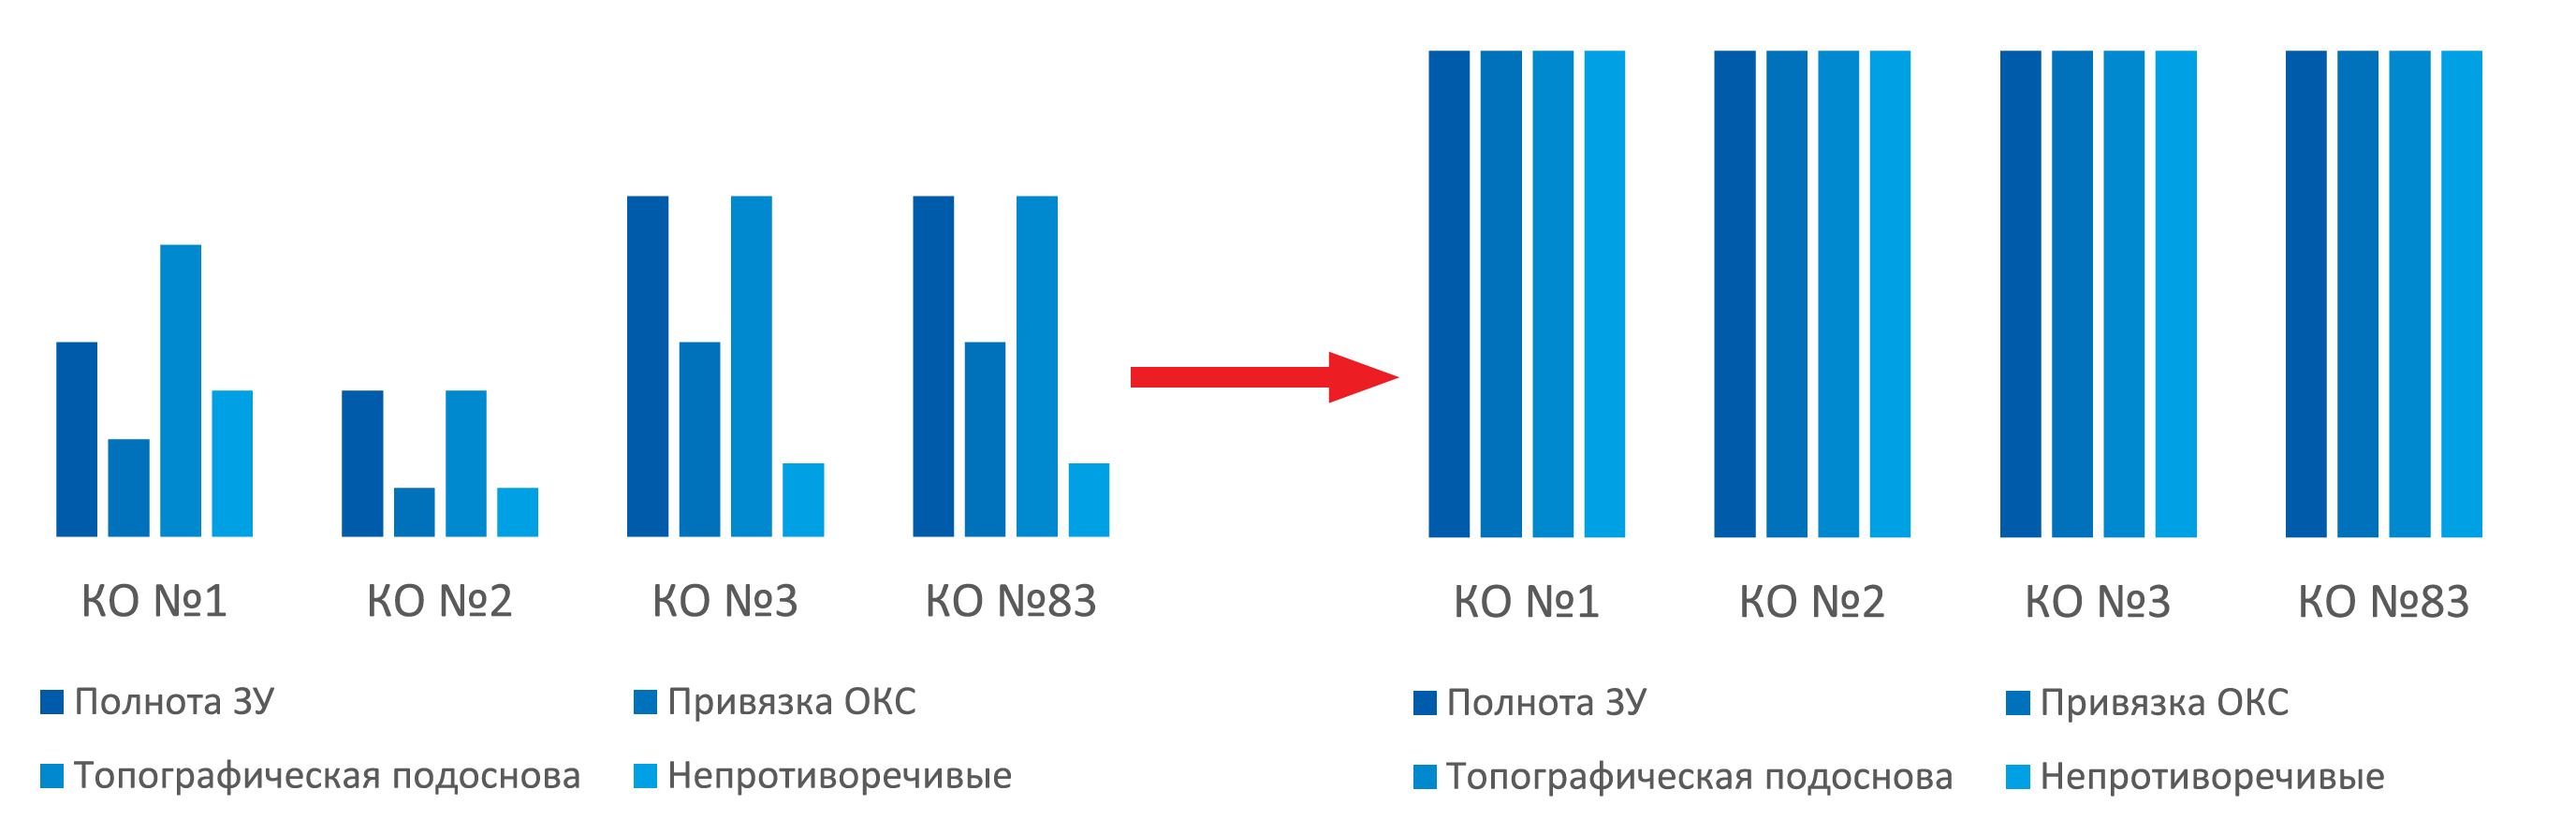 КО №1 КО №2 КО №3 КО №83
Полнота ЗУ Привязка ОКС
Топографическая подоснова Непротиворечивые
КО №1 КО №2 КО №3 КО №83
Полнота ЗУ Привязка ОКС
Топографическая подоснова Непротиворечивые